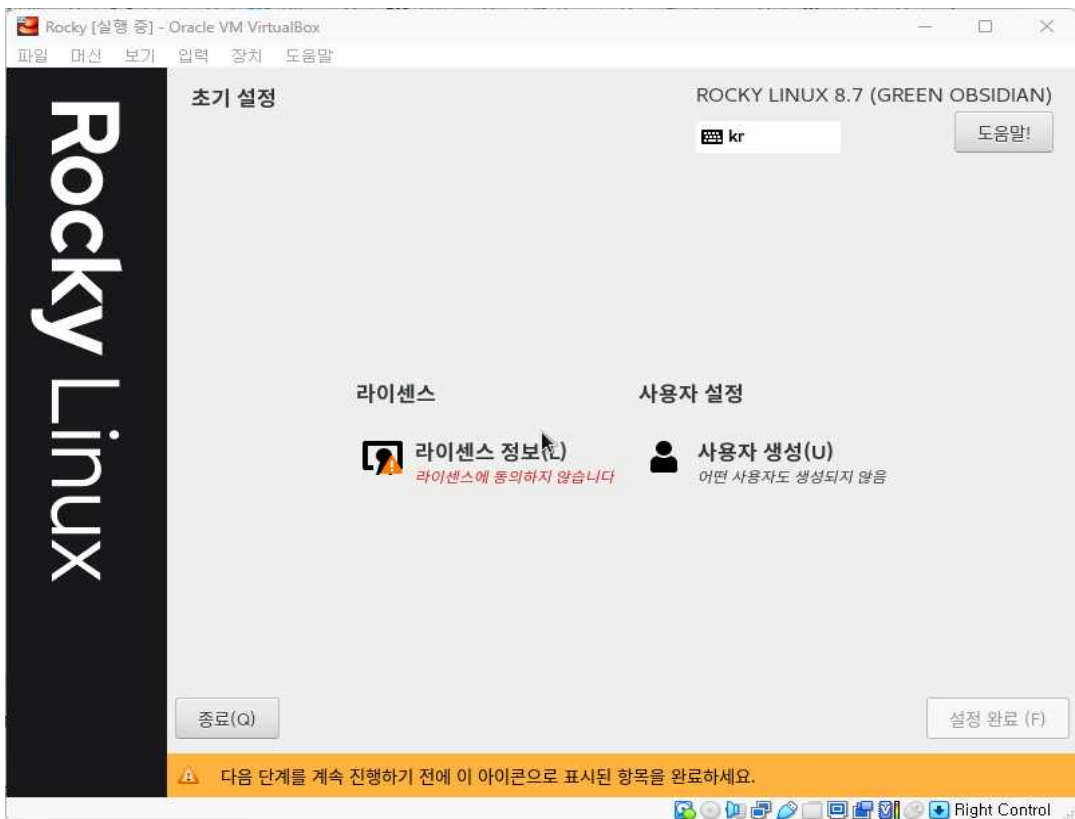 Rocky [실행 중] - Oracle VM VirtualBox
파일 머신 보기 입력 장치 도움말
Rocky Linux
초기 설정
ROCKY LINUX 8.7 (GREEN OBSIDIAN)
kr
도움말!
라이센스
사용자 설정
라이센스 정보(L)
라이센스에 동의하지 않습니다
사용자 생성(U)
어떤 사용자도 생성되지 않음
종료(Q)
설정 완료 (F)
다음 단계를 계속 진행하기 전에 이 아이콘으로 표시된 항목을 완료하세요.
Right Control